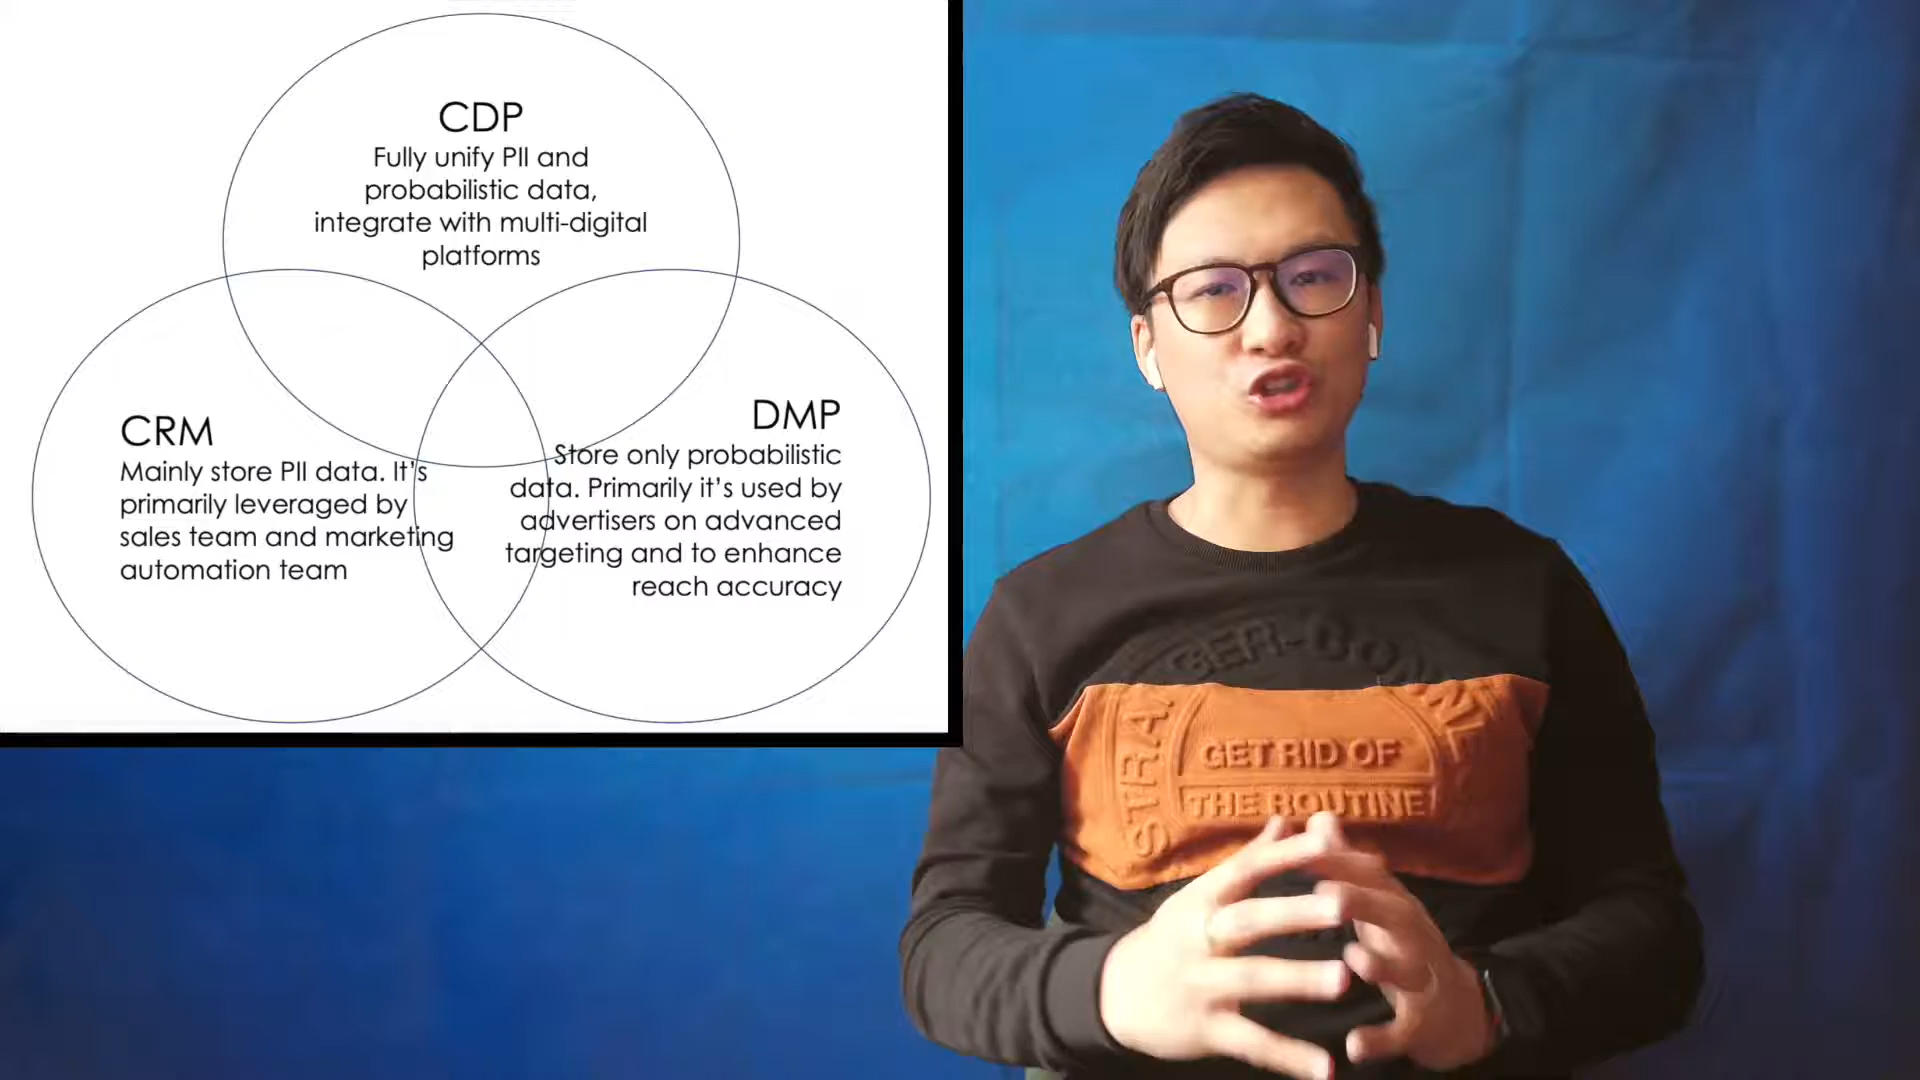 CDP
Fully unify PII and
probabilistic data,
integrate with multi-digital
platforms
CRM
Mainly store PII data. It's
primarily leveraged by
sales team and marketing
automation team
DMP
Store only probabilistic
data. Primarily it's used by
advertisers on advanced
targeting and to enhance
reach accuracy
GET RID OF
THE ROUTINE